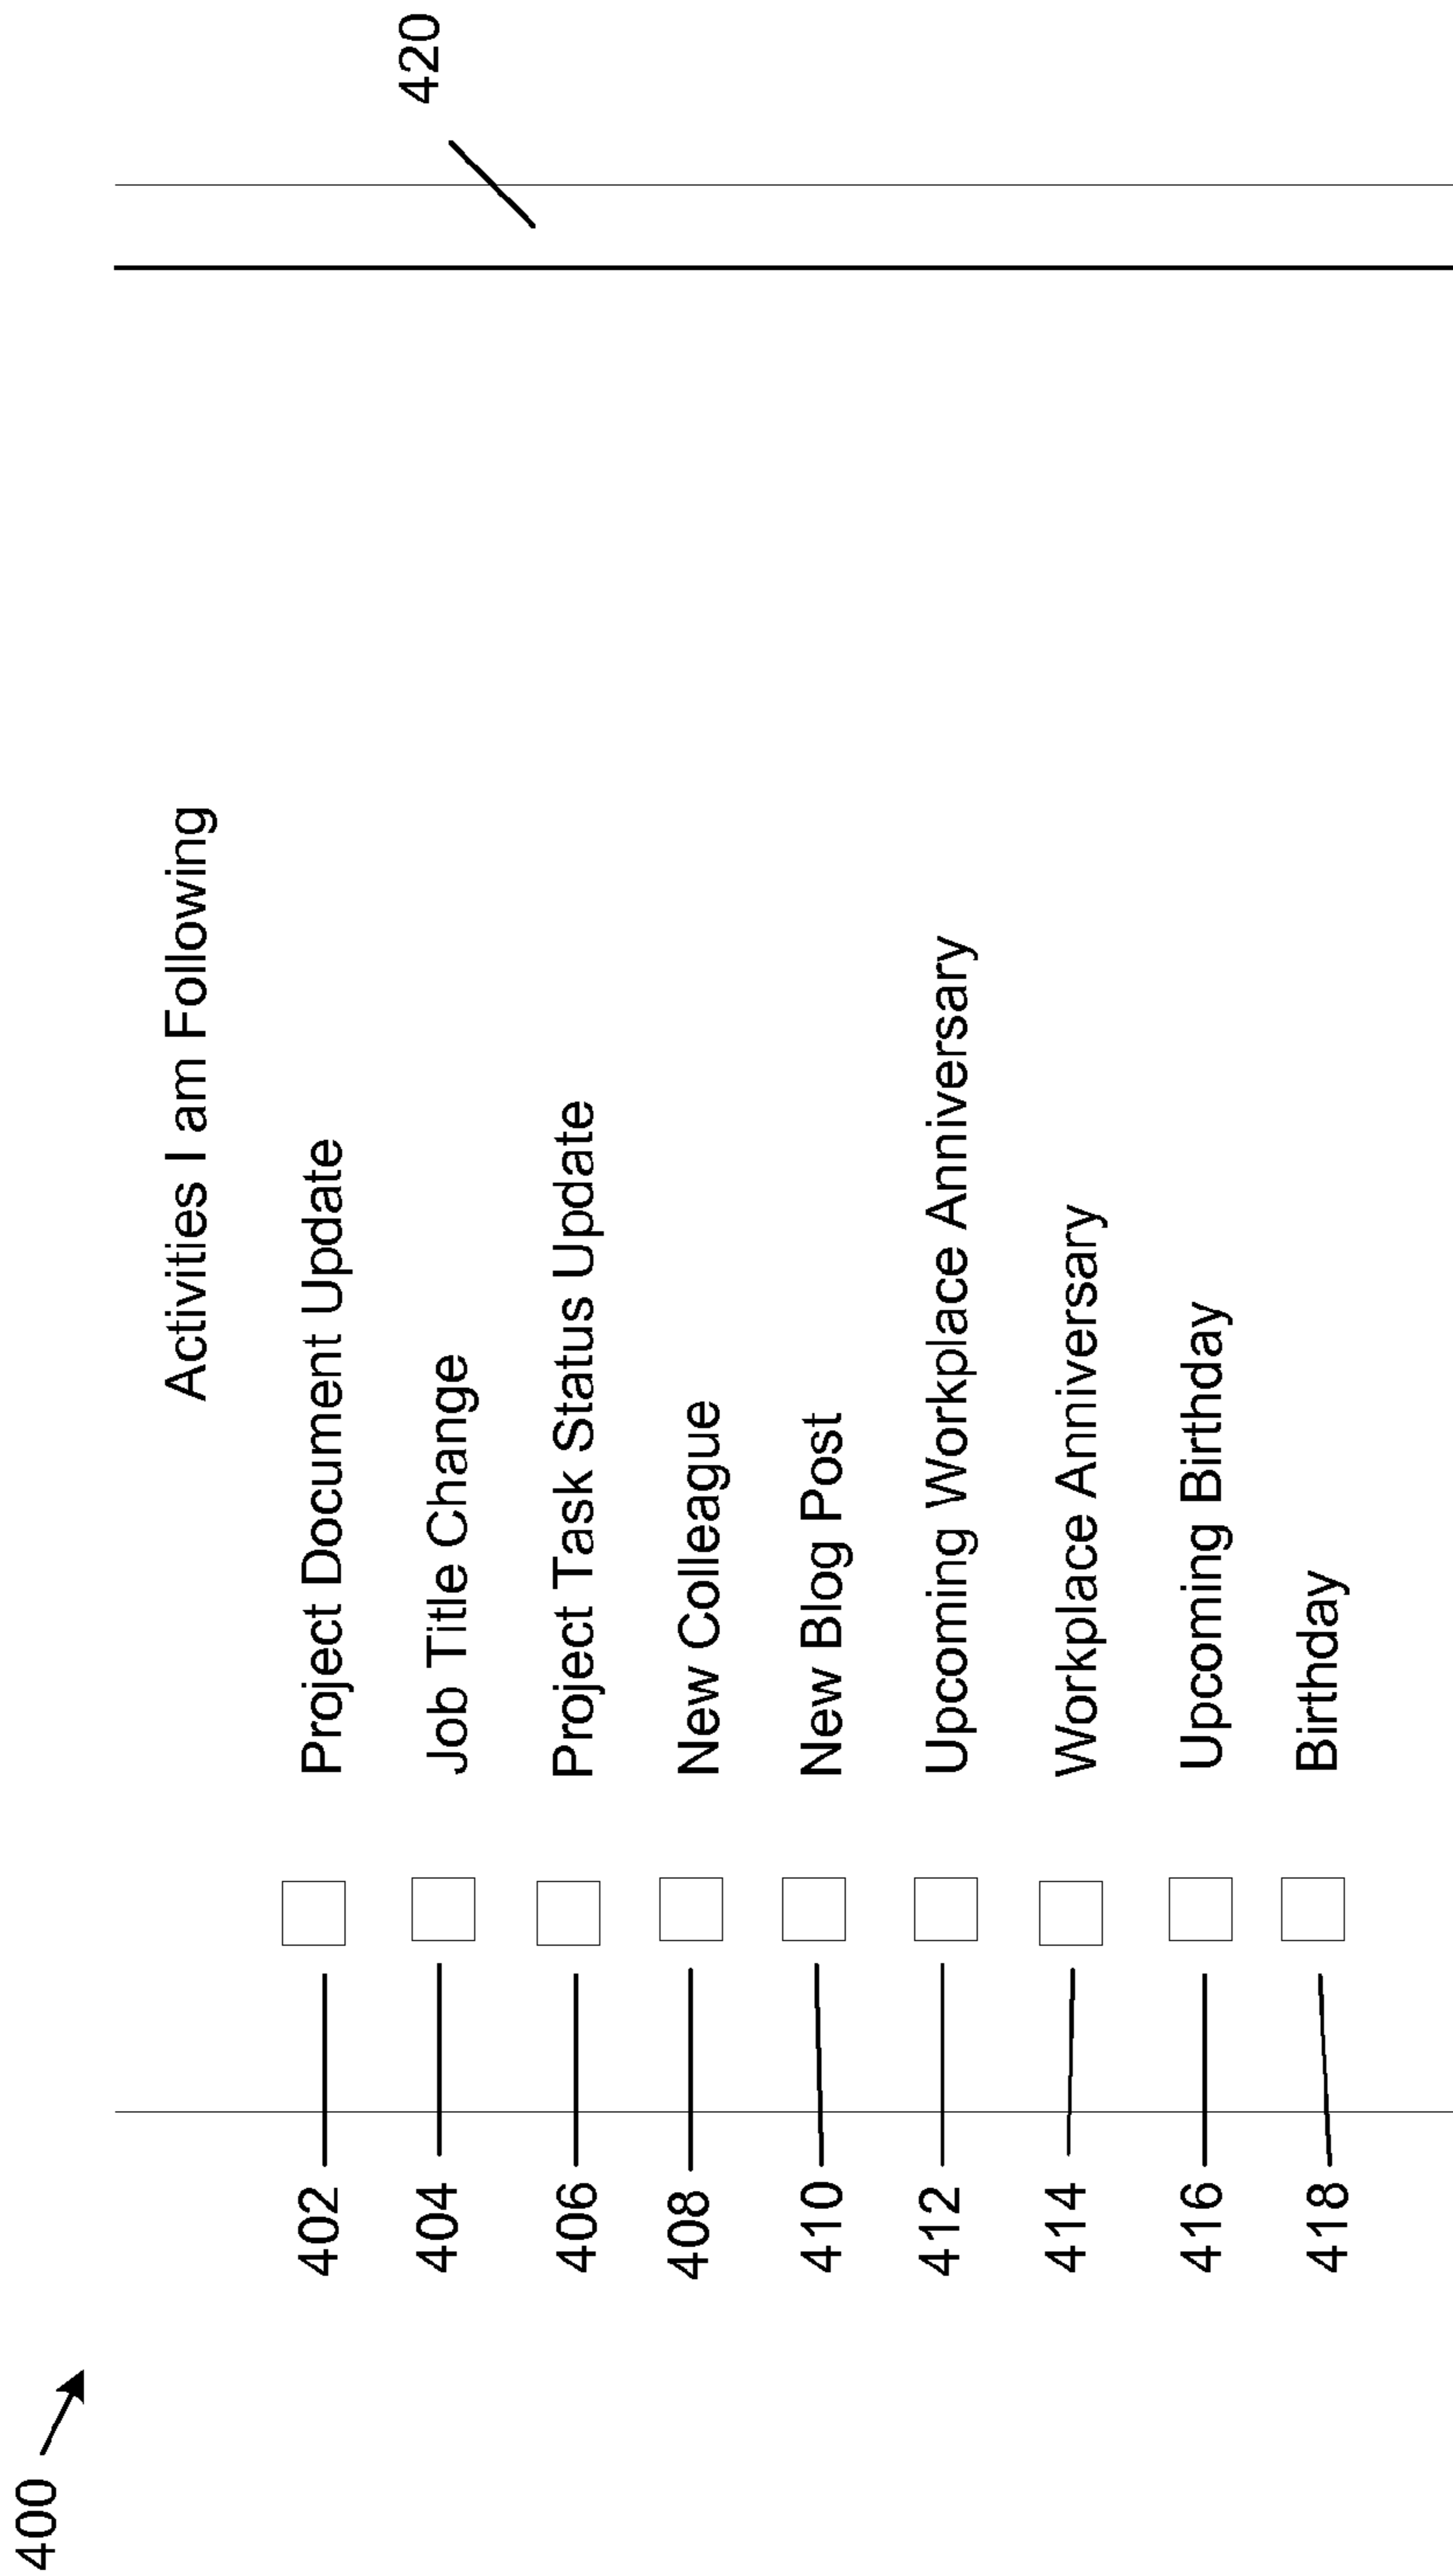 400
Activities I am Following
402 Project Document Update
420
404 Job Title Change
406 Project Task Status Update
408 New Colleague
410 New Blog Post
412 Upcoming Workplace Anniversary
414 Workplace Anniversary
416 Upcoming Birthday
418 Birthday